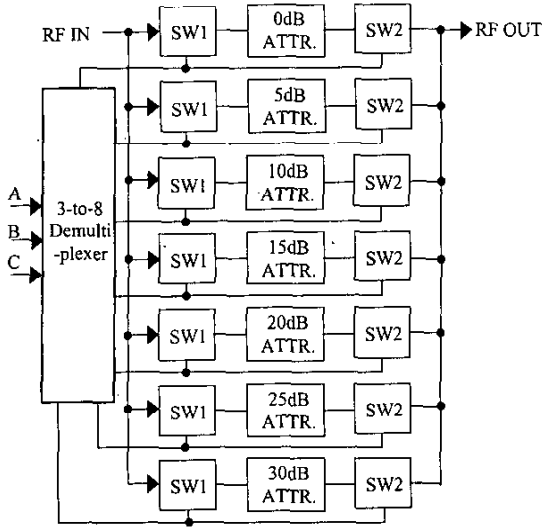 RF IN
SW1
0dB
ATTR.
SW2
RF OUT
SW1
5dB
ATTR.
SW2
SW1
10dB
ATTR.
SW2
A
B
C
3-to-8
Demulti
-plexer
SW1
15dB
ATTR.
SW2
SW1
20dB
ATTR.
SW2
SW1
25dB
ATTR.
SW2
SW1
30dB
ATTR.
SW2